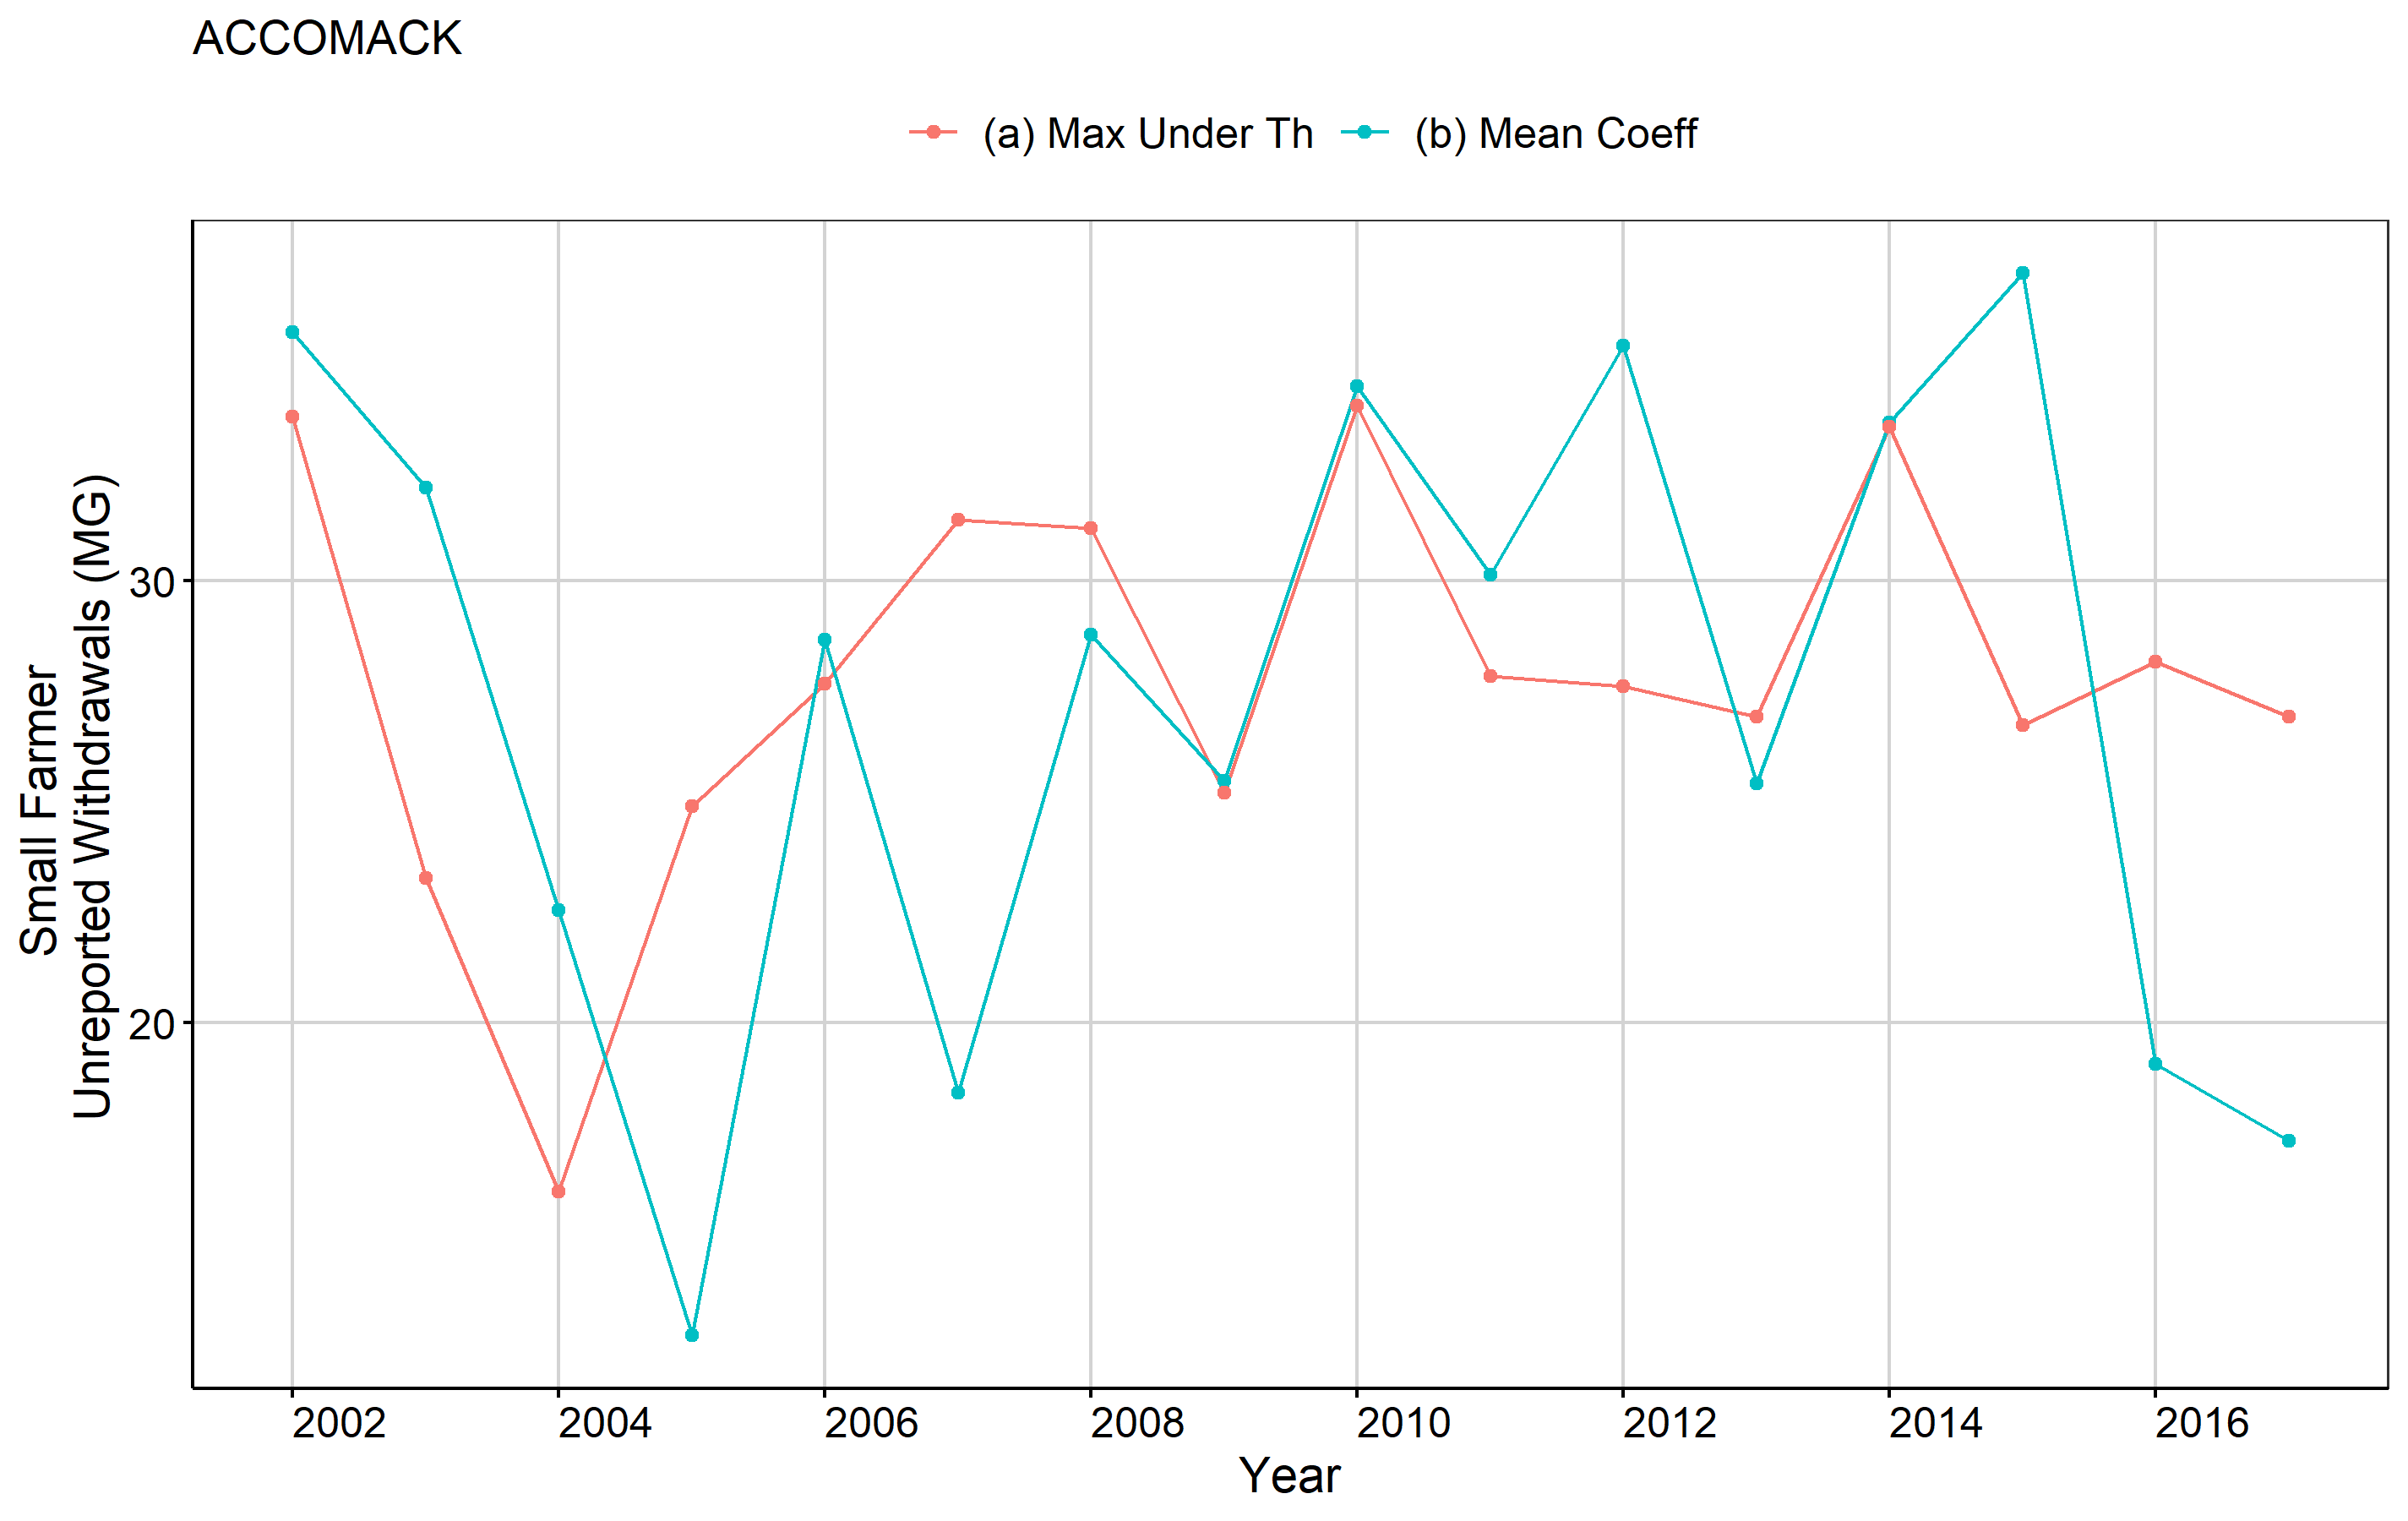 ACCOMACK
(a) Max Under Th
(b) Mean Coeff
Small Farmer
Unreported Withdrawals (MG)
30
20
2002
2004
2006
2008
2010
2012
2014
2016
Year